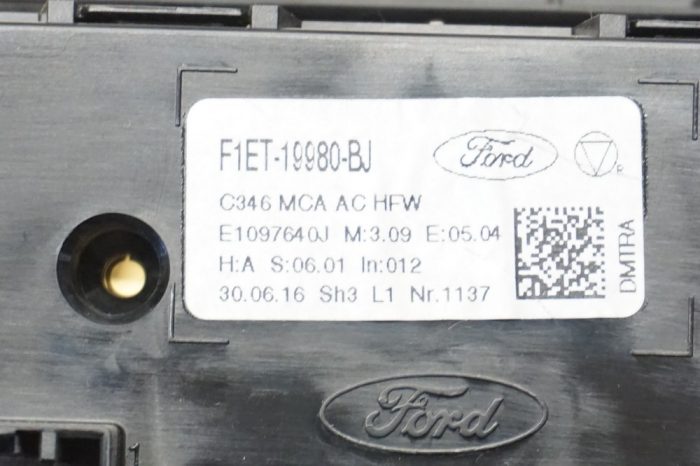 F1ET-19980-BJ
Ford
R
C346 MCA AC HFW
E1097640J M:3.09 E:05.04
H:A S:06.01 In:012
30.06.16 Sh3 L1 Nr.1137
DMTRA
Ford
1